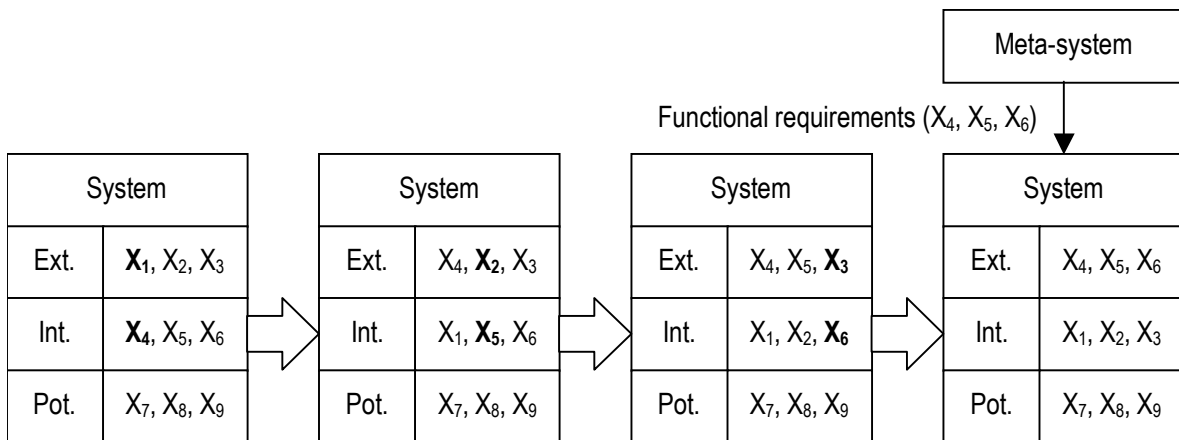 Meta-system
Functional requirements (X₄, X₅, X₆)
System
Ext. X₁, X₂, X₃
Int. X₄, X₅, X₆
Pot. X₇, X₈, X₉
System
Ext. X₄, X₂, X₃
Int. X₁, X₅, X₆
Pot. X₇, X₈, X₉
System
Ext. X₄, X₅, X₃
Int. X₁, X₂, X₆
Pot. X₇, X₈, X₉
System
Ext. X₄, X₅, X₆
Int. X₁, X₂, X₃
Pot. X₇, X₈, X₉